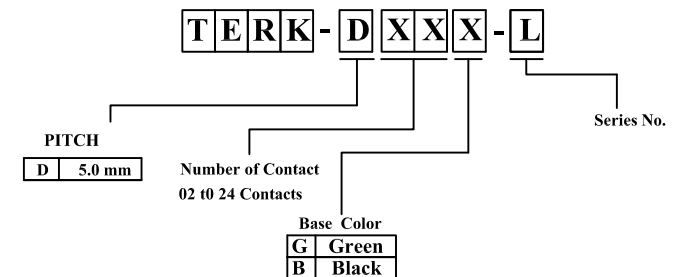 TERK-DXXX-L
Series No.
PITCH
D 5.0 mm
Number of Contact
02 t0 24 Contacts
Base Color
G Green
B Black